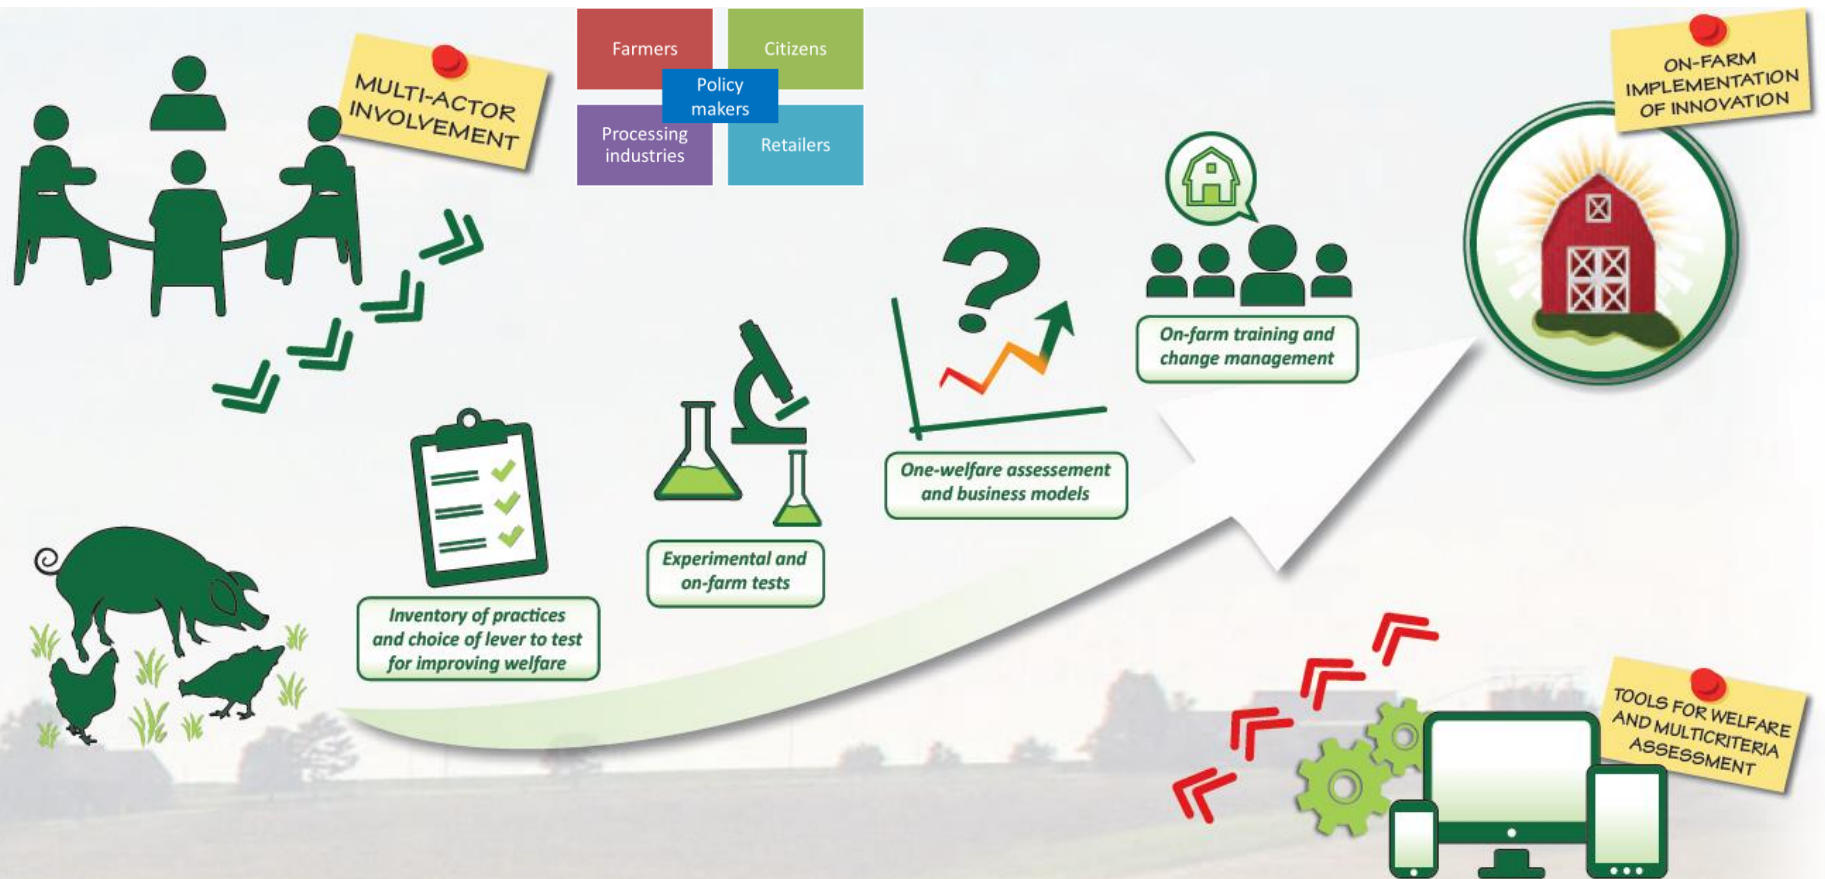 MULTI-ACTOR
INVOLVEMENT
Farmers
Citizens
Policy
makers
Processing
industries
Retailers
ON-FARM
IMPLEMENTATION
OF INNOVATION
On-farm training and
change management
One-welfare assessement
and business models
Experimental and
on-farm tests
Inventory of practices
and choice of lever to test
for improving welfare
TOOLS FOR WELFARE
AND MULTICRITERIA
ASSESSMENT